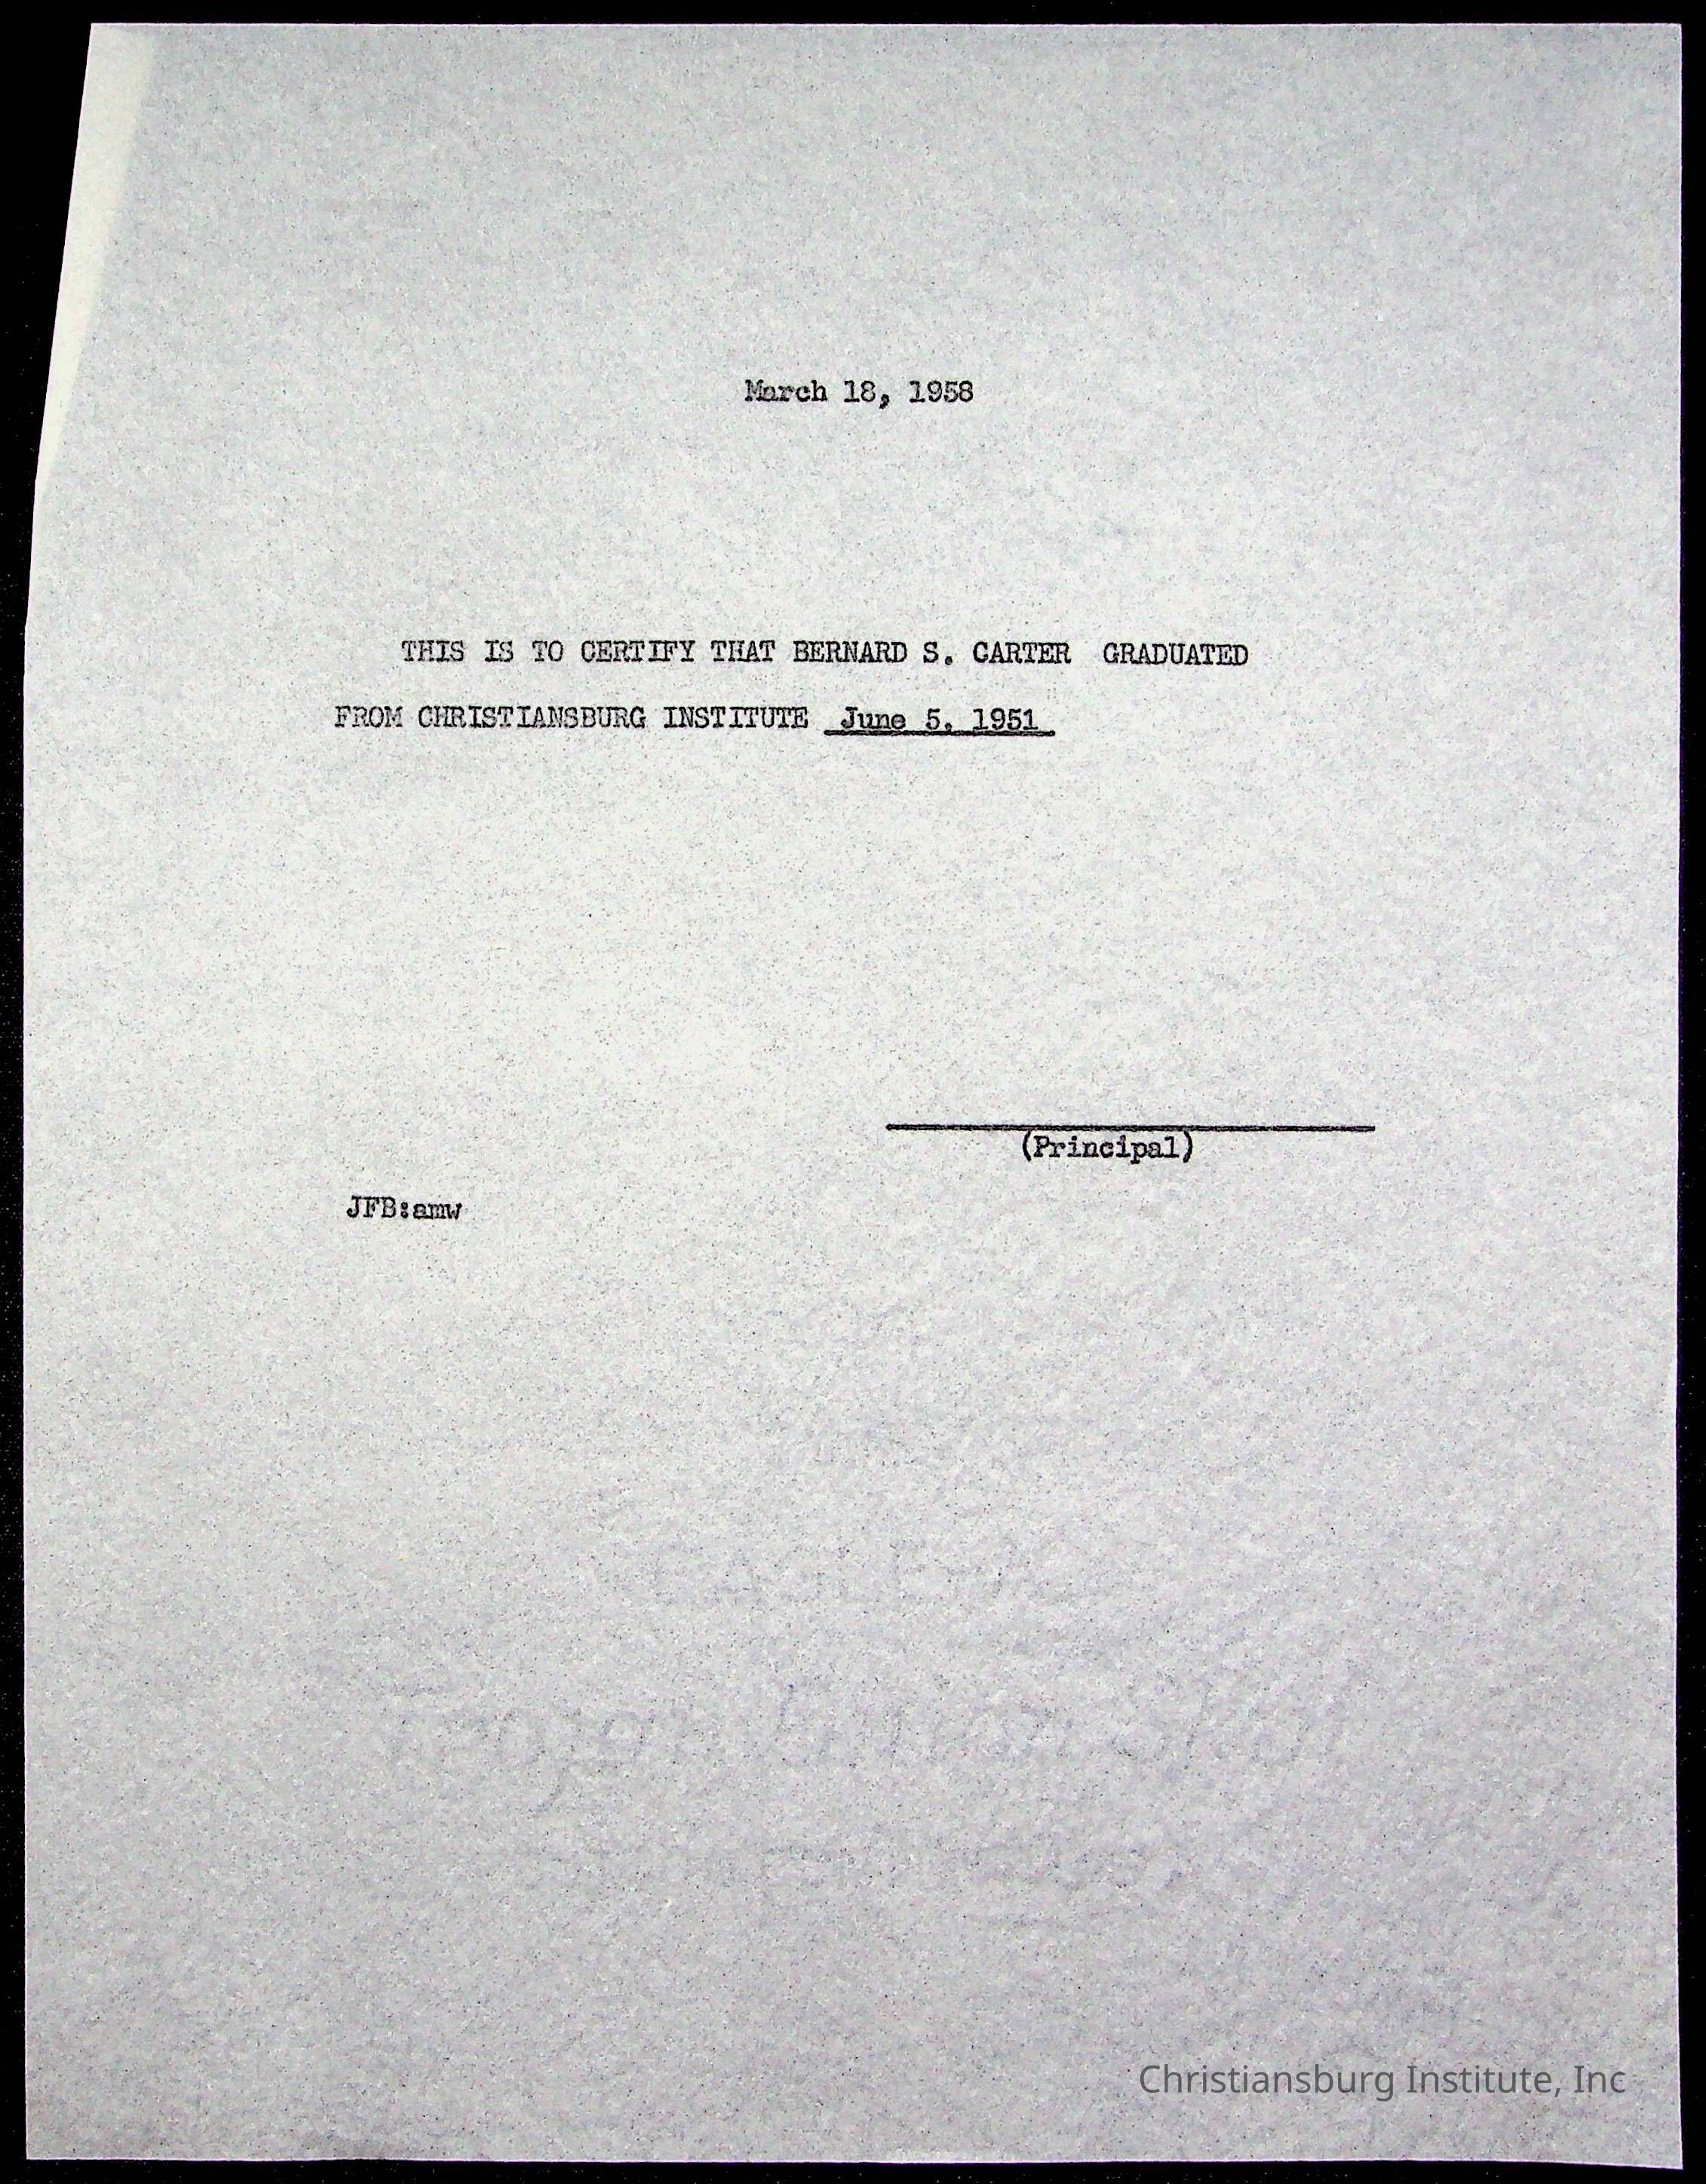 March 18, 1958
THIS IS TO CERTIFY THAT BERNARD S. CARTER GRADUATED
FROM CHRISTIANSBURG INSTITUTE June 5, 1951
(Principal)
JFB:amw
Christiansburg Institute, Inc